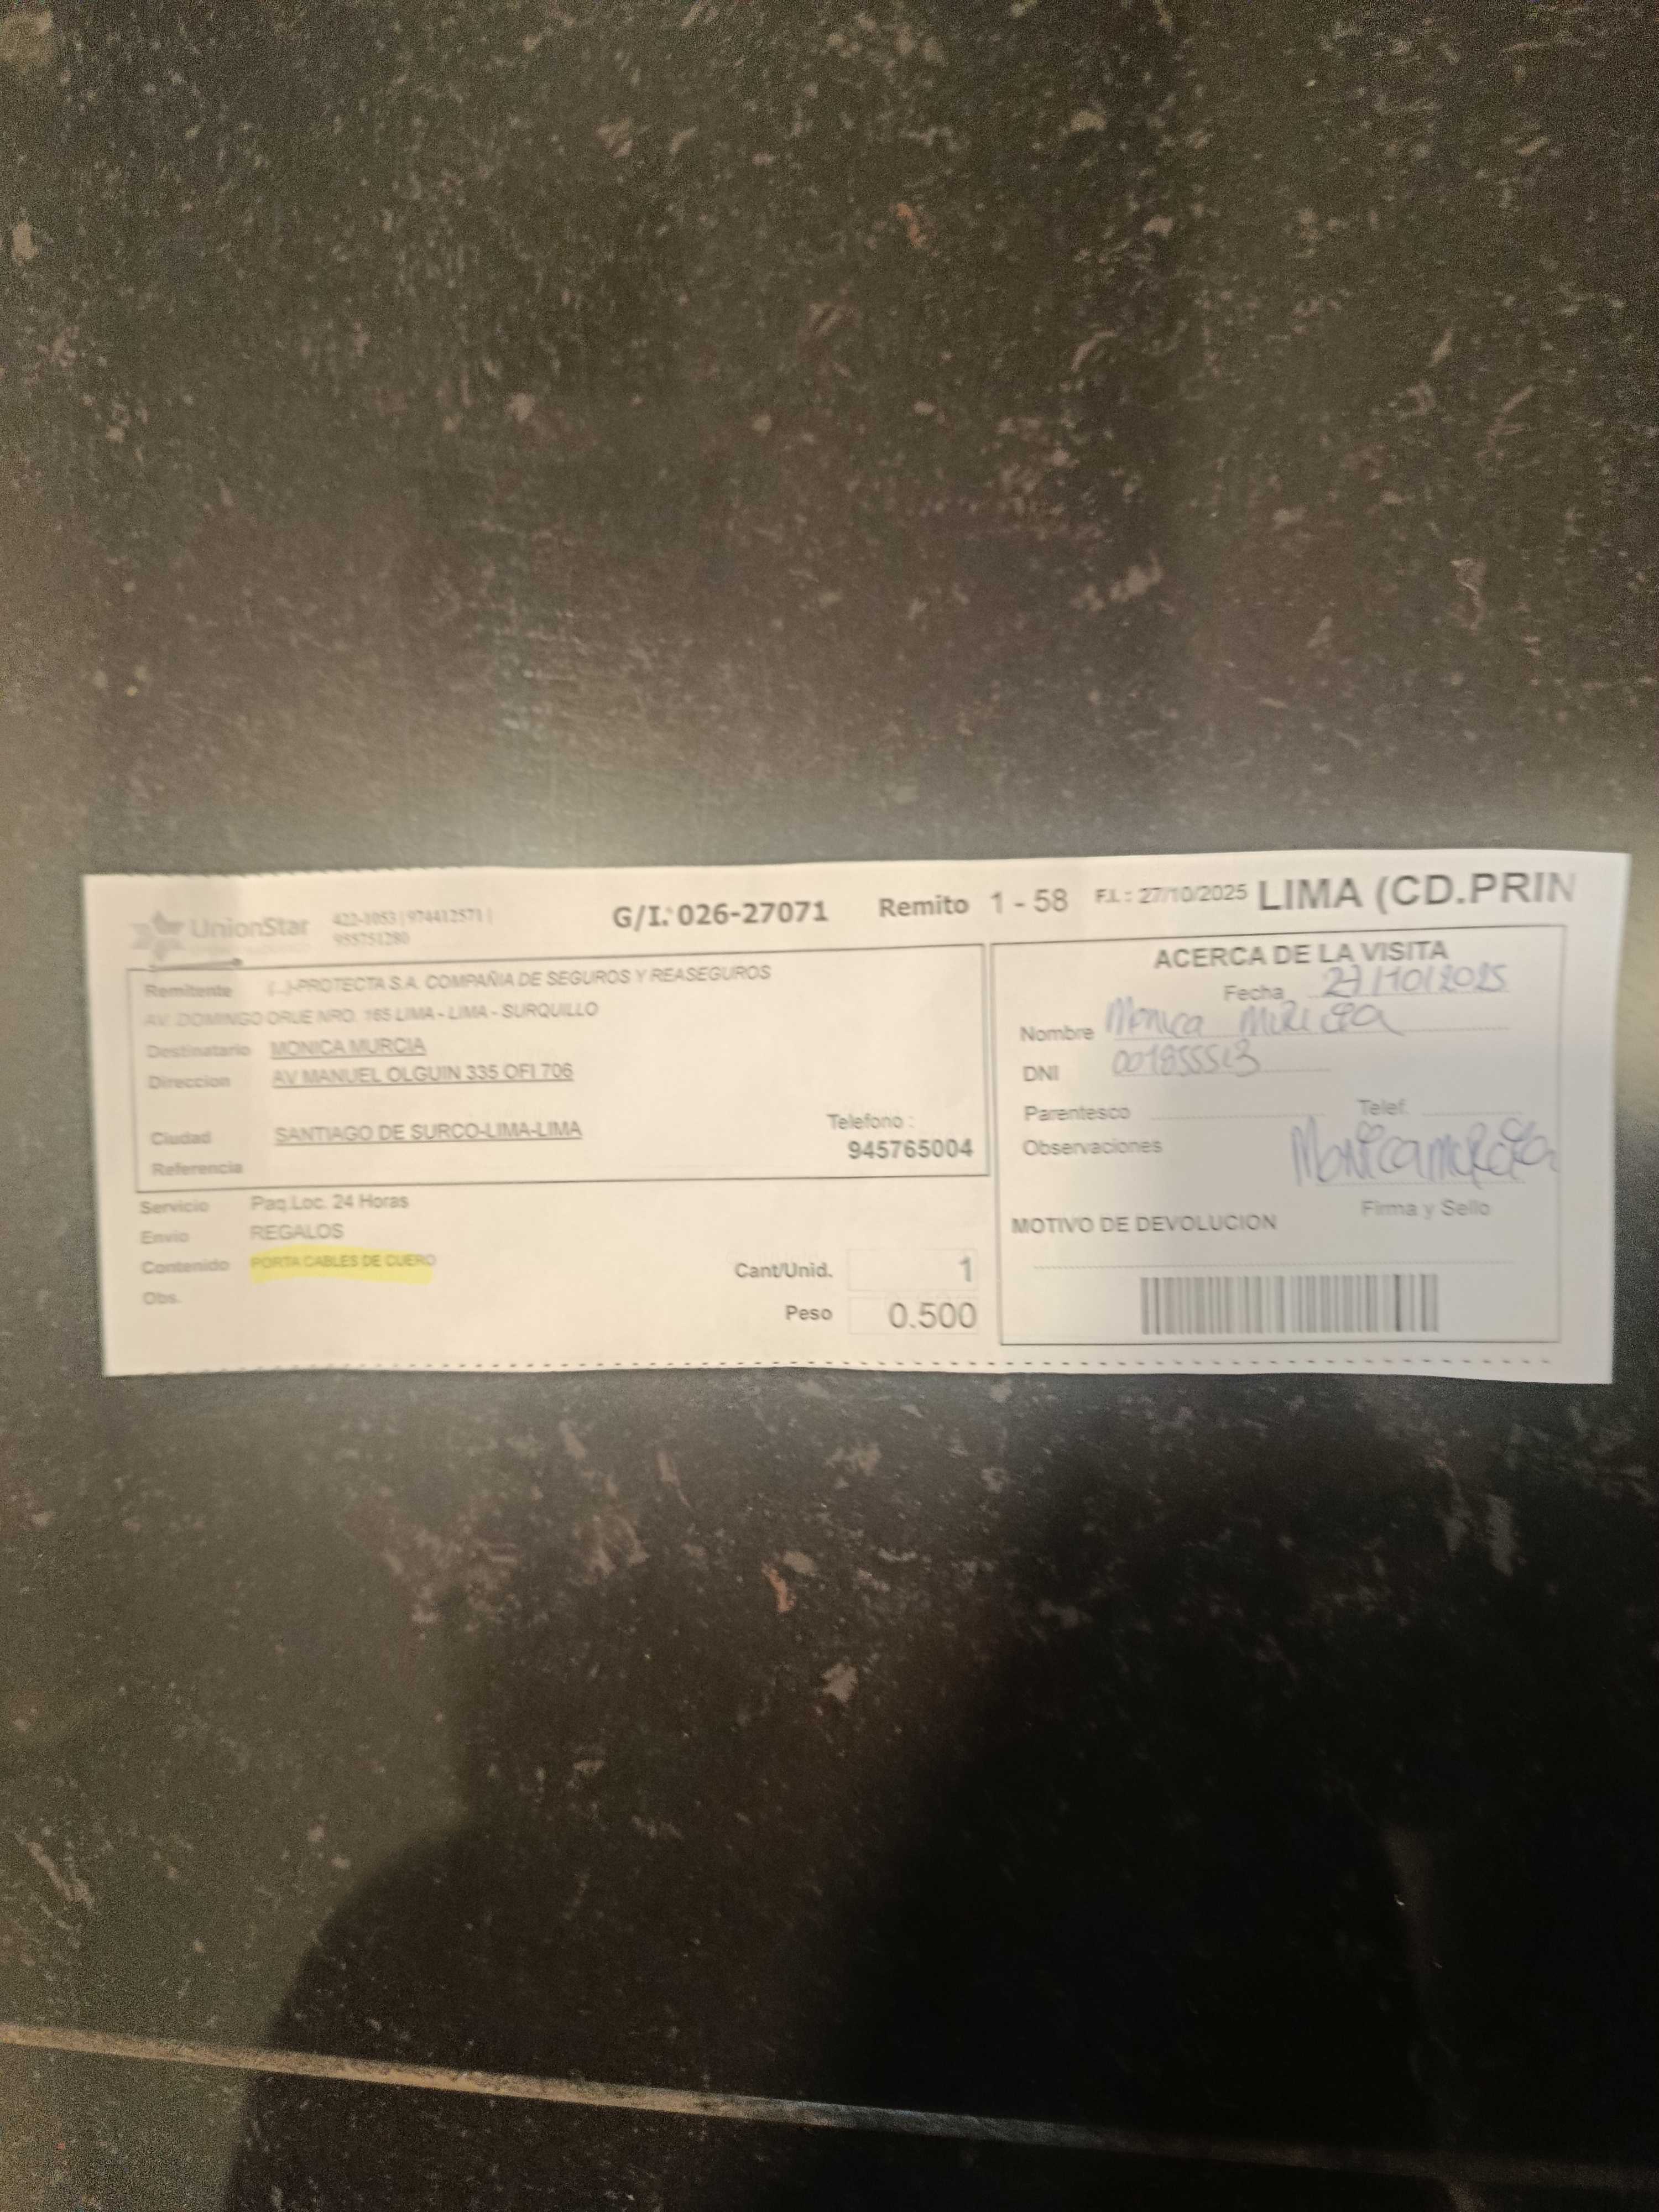 UnionStar 422-1053 | 974412571 |
955751280
G/I.: 026-27071 Remito 1 - 58 F.I. : 27/10/2025 LIMA (CD.PRIN
Remitente (...)-PROTECTA S.A. COMPAÑIA DE SEGUROS Y REASEGUROS
AV. DOMINGO ORUE NRO. 165 LIMA - LIMA - SURQUILLO
Destinatario MONICA MURCIA
Direccion AV MANUEL OLGUIN 335 OFI 706
Ciudad SANTIAGO DE SURCO-LIMA-LIMA
Telefono :
945765004
Referencia
Servicio Paq.Loc. 24 Horas
Envio REGALOS
Contenido PORTA CABLES DE CUERO
Obs.
Cant/Unid. 1
Peso 0.500
ACERCA DE LA VISITA
Fecha 27/10/2025
Nombre Monica Murcia
DNI
Parentesco Telef.
Observaciones
Monica murcia
Firma y Sello
MOTIVO DE DEVOLUCION